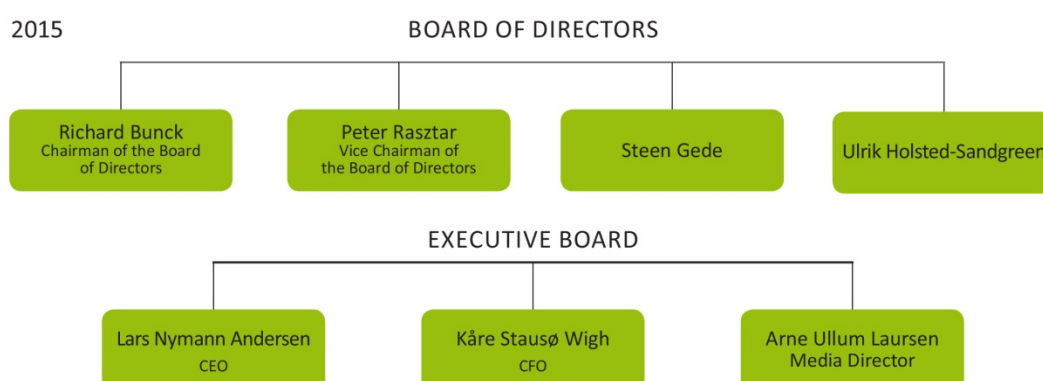 2015
BOARD OF DIRECTORS
Richard Bunck
Chairman of the Board
of Directors
Peter Rasztar
Vice Chairman of
the Board of Directors
Steen Gede
Ulrik Holsted-Sandgreen
EXECUTIVE BOARD
Lars Nymann Andersen
CEO
Kåre Stausø Wigh
CFO
Arne Ullum Laursen
Media Director